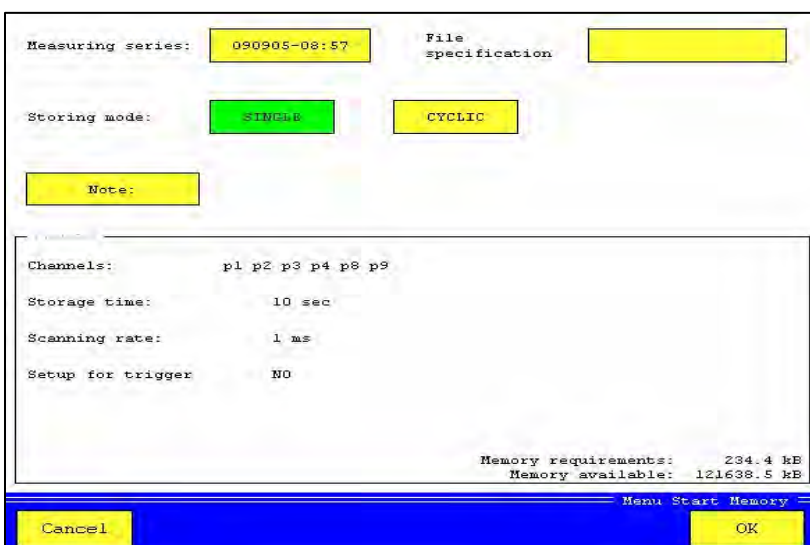 Measuring series: 090905-08:57 File specification
Storing mode: SINGLE CYCLIC
Note:
Channels: p1 p2 p3 p4 p8 p9
Storage time: 10 sec
Scanning rate: 1 ms
Setup for trigger NO
Memory requirements: 234.4 kB
Memory available: 121638.5 kB
Menu Start Memory
Cancel OK